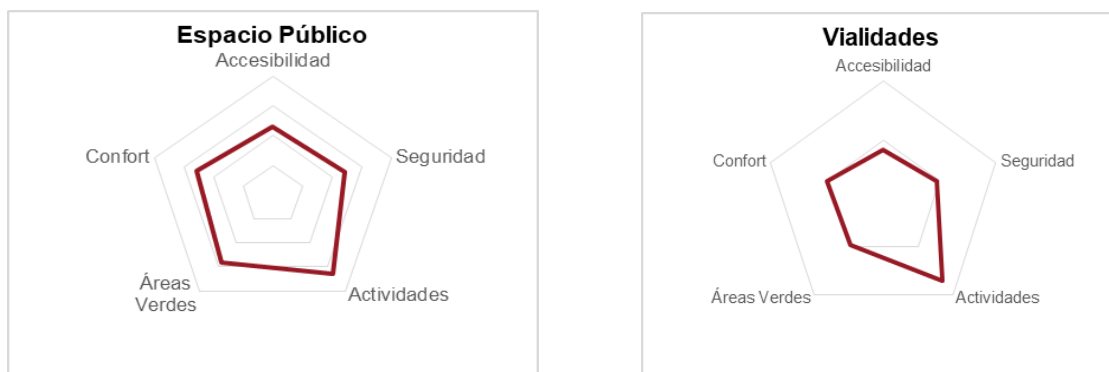 Espacio Público
Accesibilidad
Confort
Seguridad
Áreas
Verdes
Actividades
Vialidades
Accesibilidad
Confort
Seguridad
Áreas Verdes
Actividades